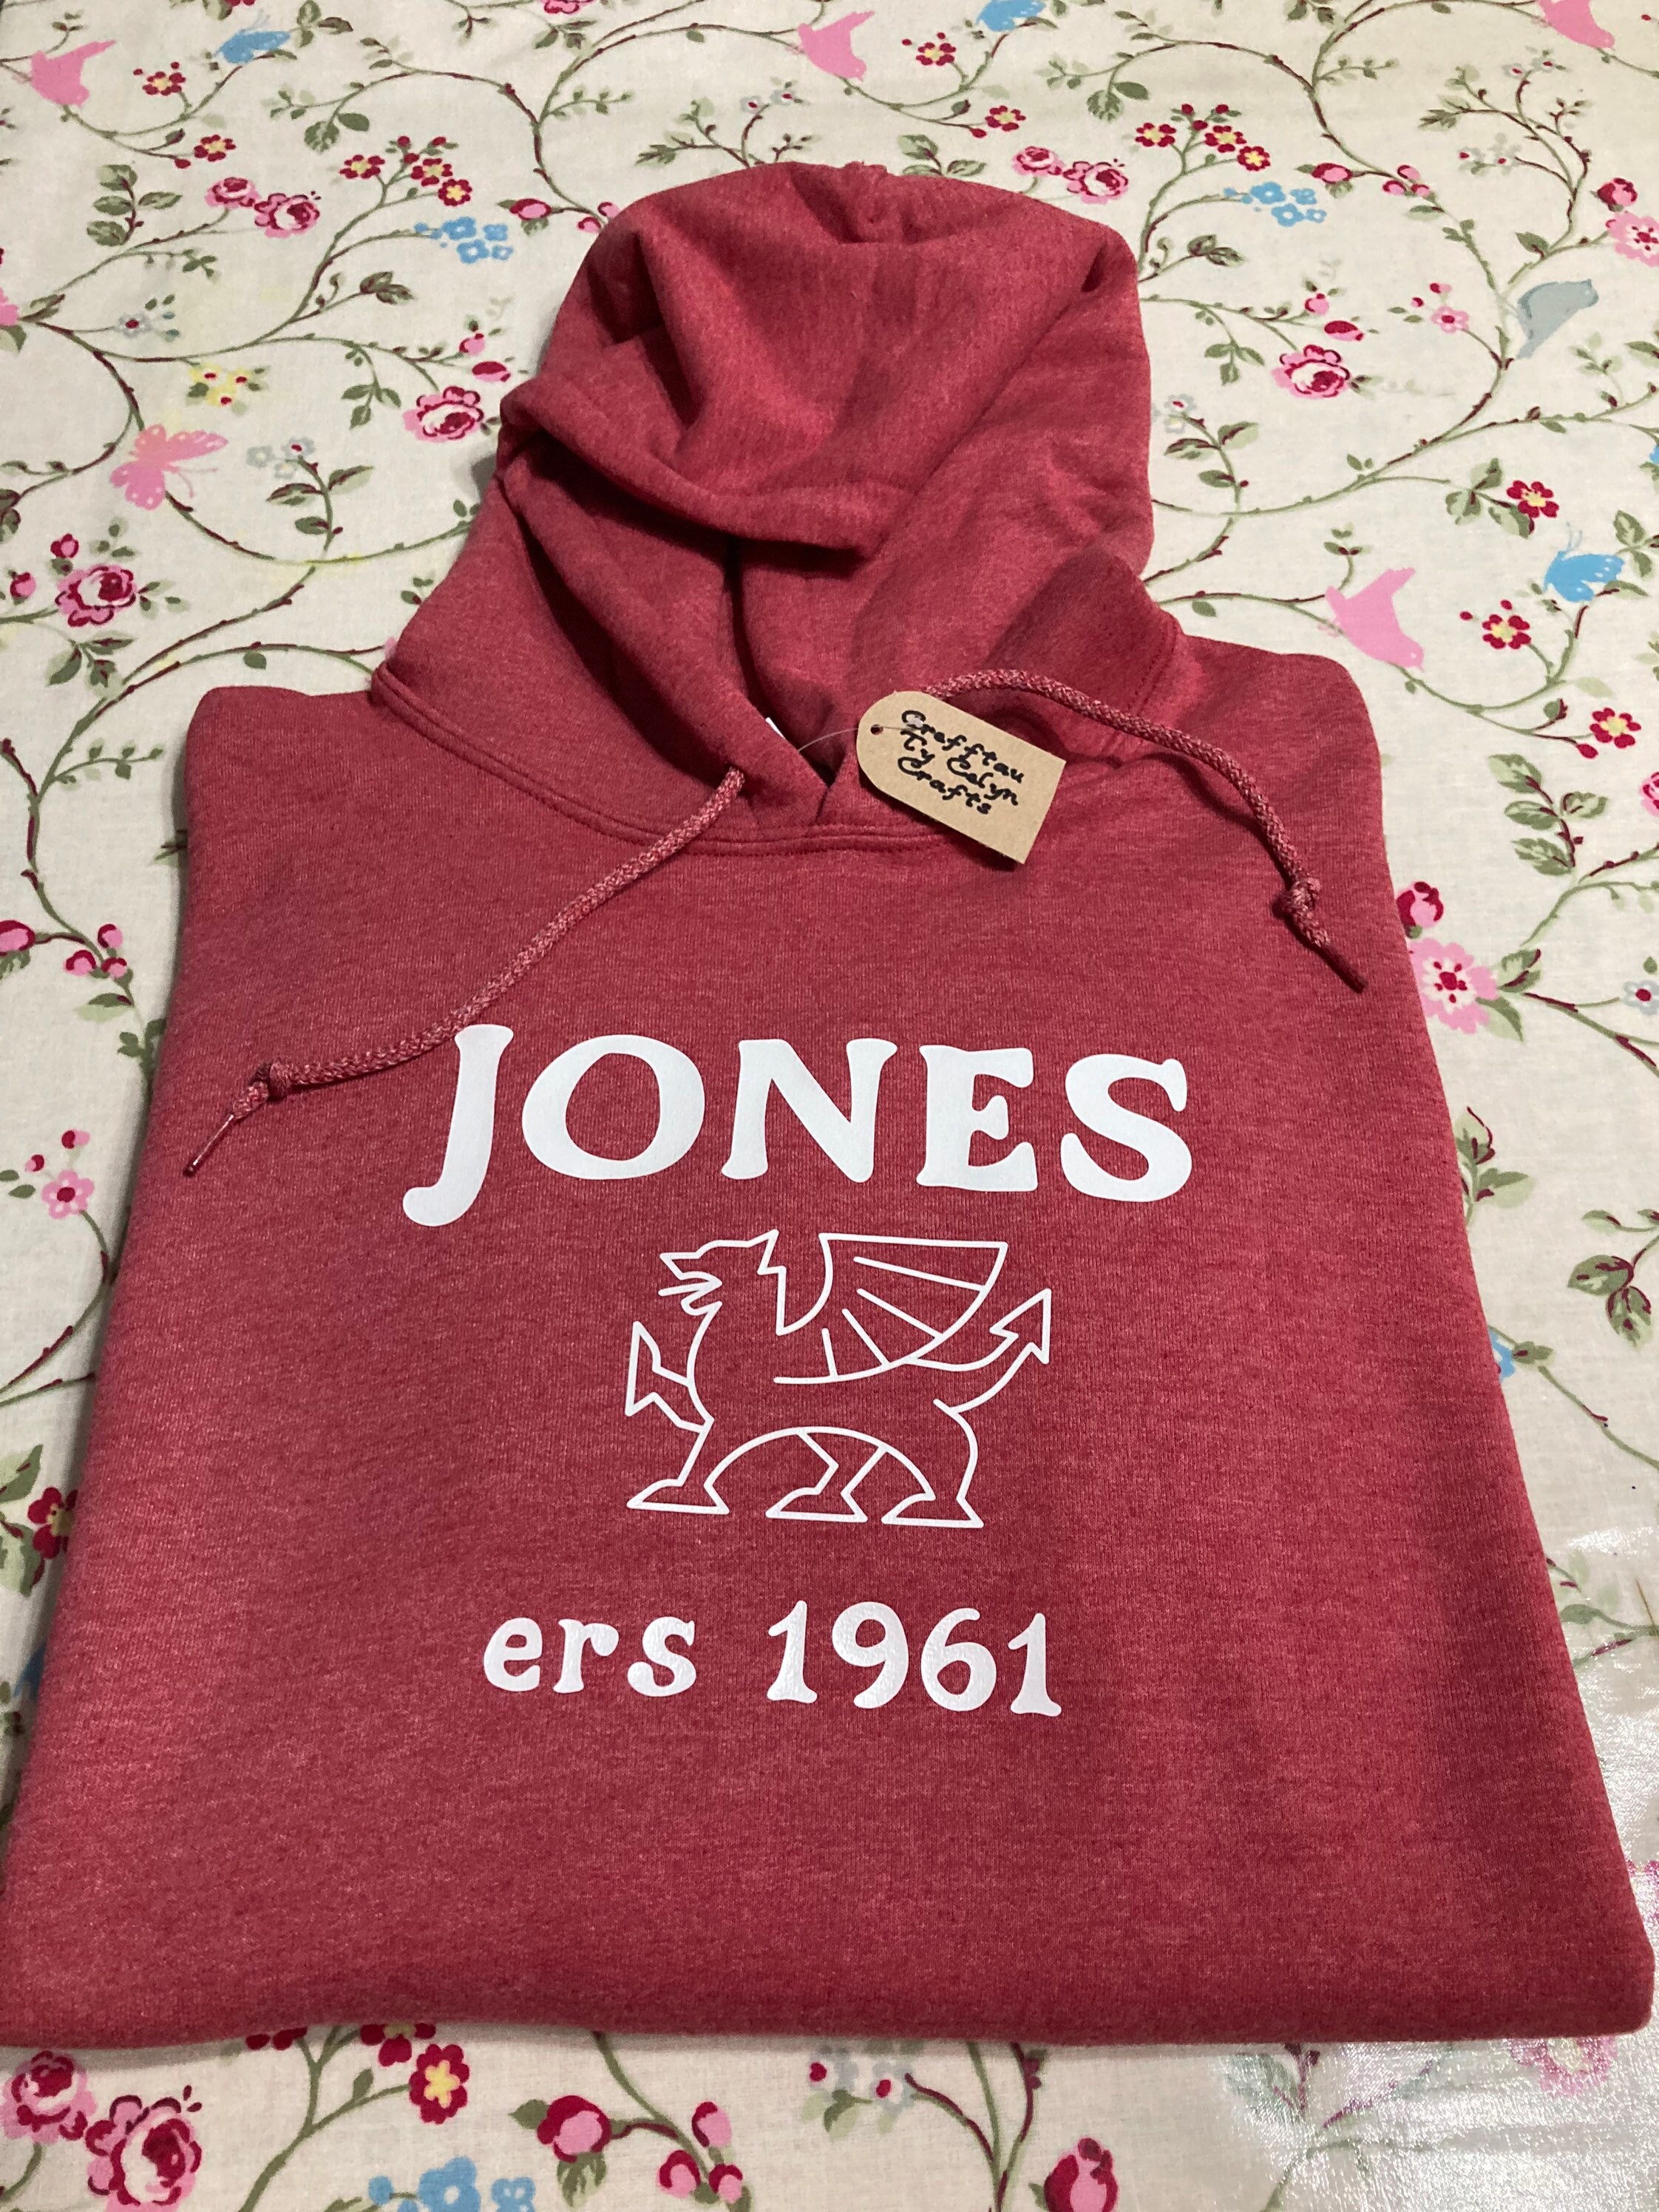 Crefftau
Ty Celyn
Crafts
JONES
ers 1961